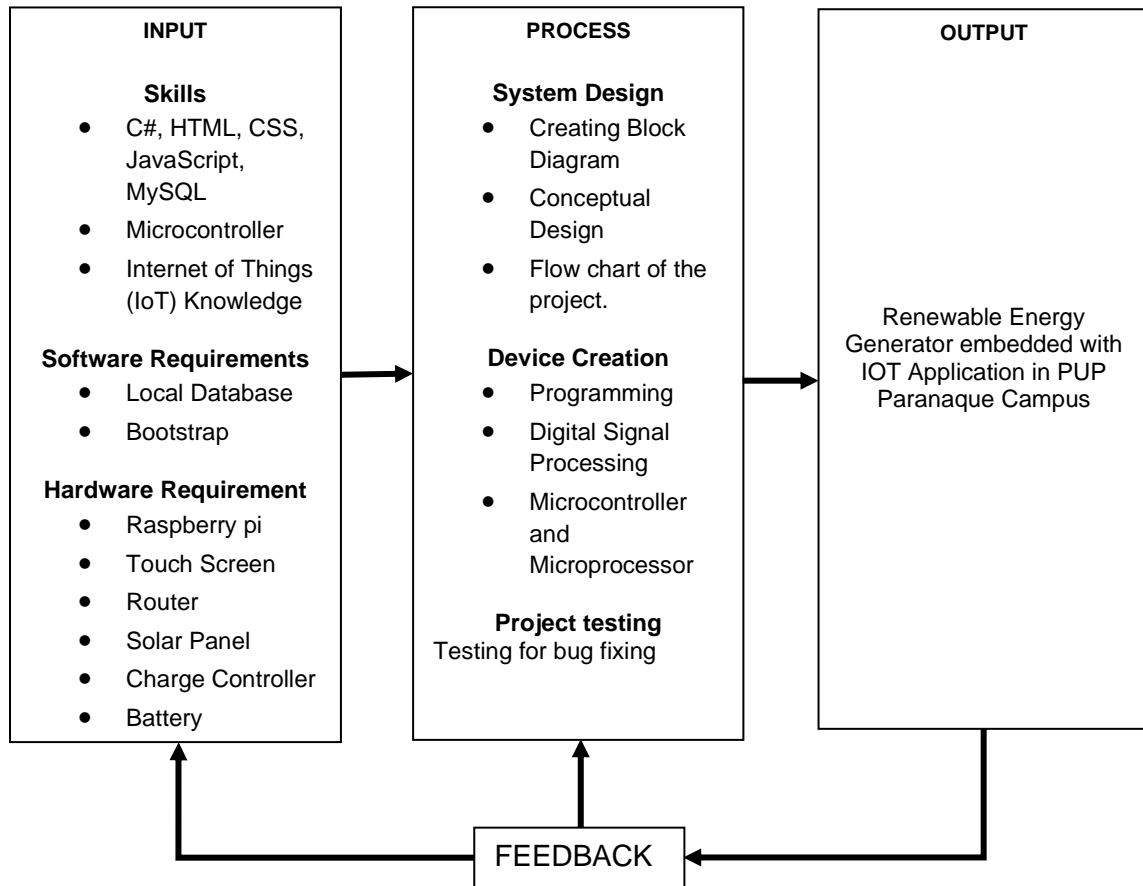 INPUT
Skills
● C#, HTML, CSS,
JavaScript,
MySQL
● Microcontroller
● Internet of Things
(IoT) Knowledge
Software Requirements
● Local Database
● Bootstrap
Hardware Requirement
● Raspberry pi
● Touch Screen
● Router
● Solar Panel
● Charge Controller
● Battery
PROCESS
System Design
● Creating Block
Diagram
● Conceptual
Design
● Flow chart of the
project.
Device Creation
● Programming
● Digital Signal
Processing
● Microcontroller
and
Microprocessor
Project testing
Testing for bug fixing
OUTPUT
Renewable Energy
Generator embedded with
IOT Application in PUP
Paranaque Campus
FEEDBACK